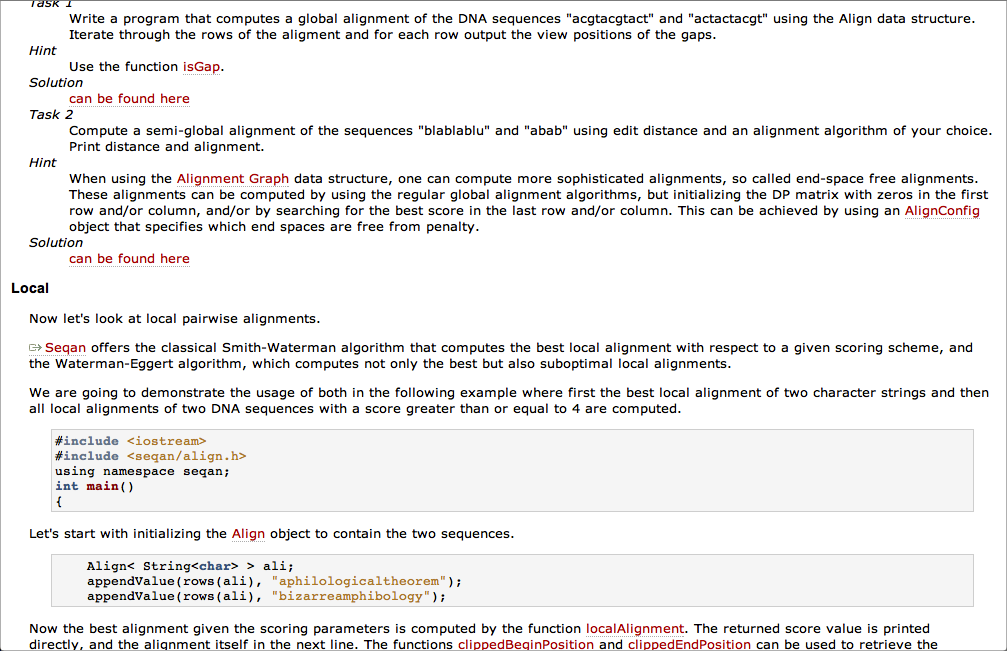 Task 1
Write a program that computes a global alignment of the DNA sequences "acgtacgtact" and "actactacgt" using the Align data structure.
Iterate through the rows of the aligment and for each row output the view positions of the gaps.
Hint
Use the function isGap.
Solution
can be found here
Task 2
Compute a semi-global alignment of the sequences "blablablu" and "abab" using edit distance and an alignment algorithm of your choice.
Print distance and alignment.
Hint
When using the Alignment Graph data structure, one can compute more sophisticated alignments, so called end-space free alignments.
These alignments can be computed by using the regular global alignment algorithms, but initializing the DP matrix with zeros in the first
row and/or column, and/or by searching for the best score in the last row and/or column. This can be achieved by using an AlignConfig
object that specifies which end spaces are free from penalty.
Solution
can be found here
Local
Now let's look at local pairwise alignments.
Seqan offers the classical Smith-Waterman algorithm that computes the best local alignment with respect to a given scoring scheme, and
the Waterman-Eggert algorithm, which computes not only the best but also suboptimal local alignments.
We are going to demonstrate the usage of both in the following example where first the best local alignment of two character strings and then
all local alignments of two DNA sequences with a score greater than or equal to 4 are computed.
#include <iostream>
#include <seqan/align.h>
using namespace seqan;
int main()
{
Let's start with initializing the Align object to contain the two sequences.
Align< String<char> > ali;
appendValue(rows(ali), "aphilologicaltheorem");
appendValue(rows(ali), "bizarreamphibology");
Now the best alignment given the scoring parameters is computed by the function localAlignment. The returned score value is printed
directly, and the alignment itself in the next line. The functions clippedBeginPosition and clippedEndPosition can be used to retrieve the